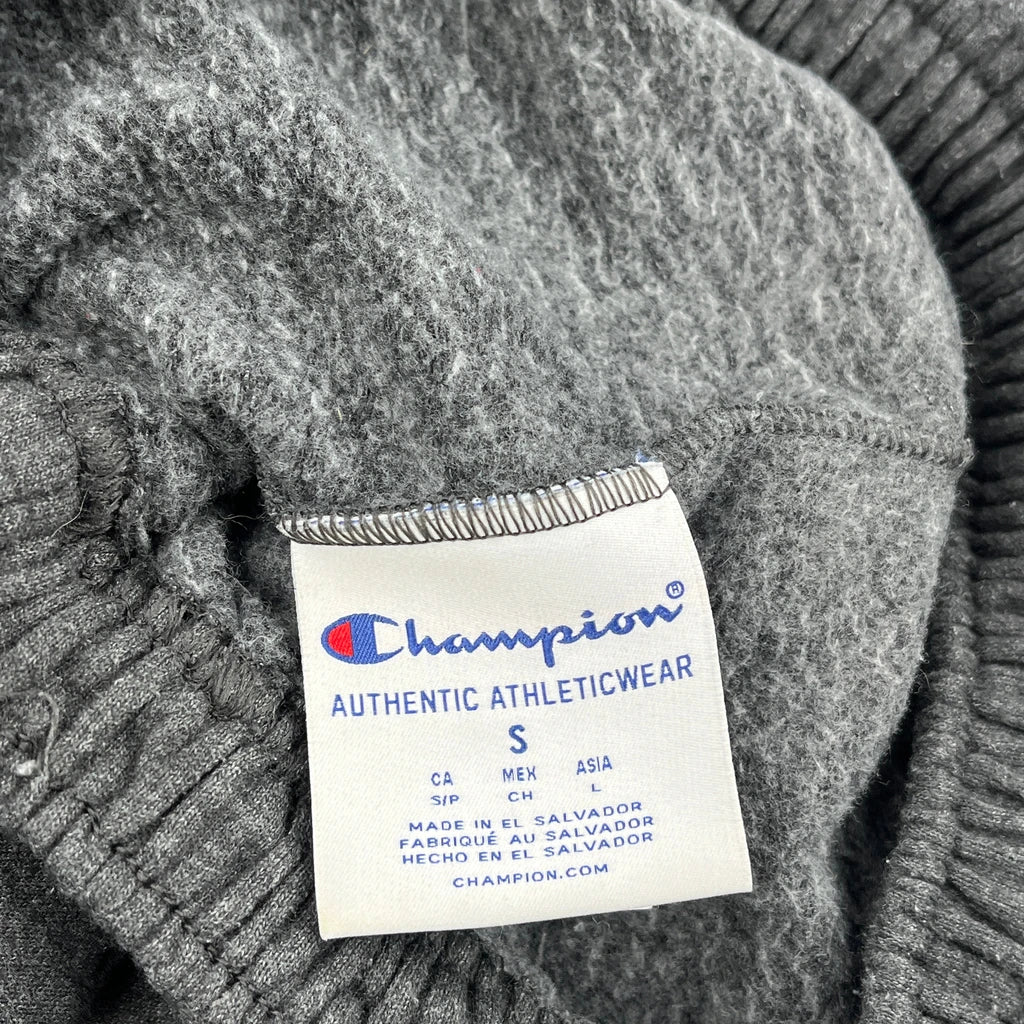 Champion®
AUTHENTIC ATHLETICWEAR
S
CA MEX ASIA
S/P CH L
MADE IN EL SALVADOR
FABRIQUÉ AU SALVADOR
HECHO EN EL SALVADOR
CHAMPION.COM